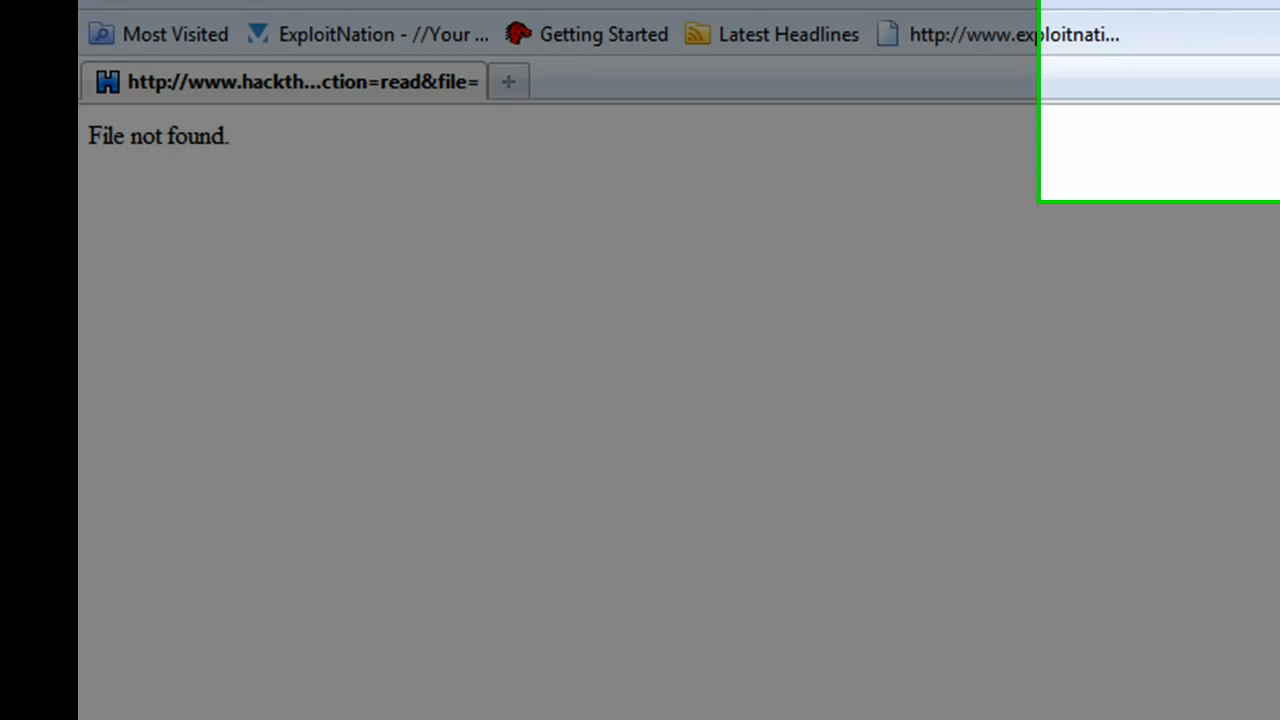 Most Visited ExploitNation - //Your ... Getting Started Latest Headlines http://www.exploitnati...
http://www.hackth...ction=read&file= +
File not found.